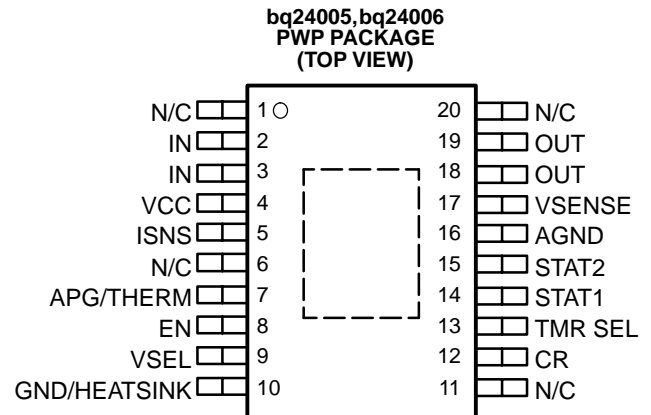 bq24005,bq24006
PWP PACKAGE
(TOP VIEW)
N/C 1 20 N/C
IN 2 19 OUT
IN 3 18 OUT
VCC 4 17 VSENSE
ISNS 5 16 AGND
N/C 6 15 STAT2
APG/THERM 7 14 STAT1
EN 8 13 TMR SEL
VSEL 9 12 CR
GND/HEATSINK 10 11 N/C